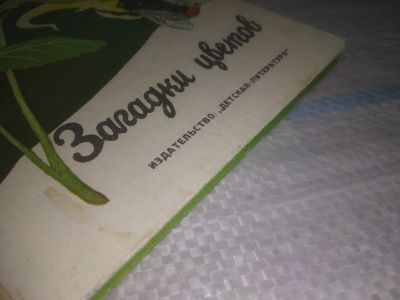 Загадки цветов
ИЗДАТЕЛЬСТВО „ДЕТСКАЯ ЛИТЕРАТУРА"